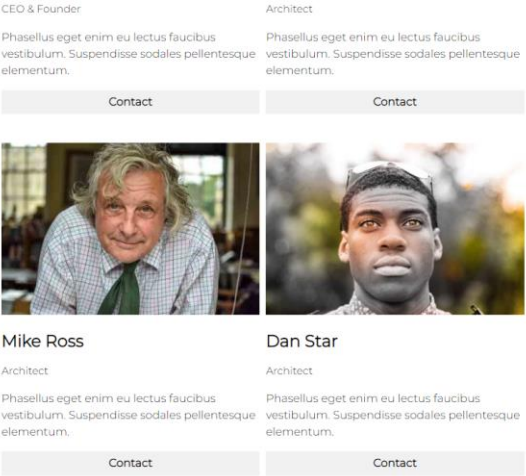 CEO & Founder
Phasellus eget enim eu lectus faucibus
vestibulum. Suspendisse sodales pellentesque
elementum.
Contact
Architect
Phasellus eget enim eu lectus faucibus
vestibulum. Suspendisse sodales pellentesque
elementum.
Contact
Mike Ross
Architect
Phasellus eget enim eu lectus faucibus
vestibulum. Suspendisse sodales pellentesque
elementum.
Contact
Dan Star
Architect
Phasellus eget enim eu lectus faucibus
vestibulum. Suspendisse sodales pellentesque
elementum.
Contact